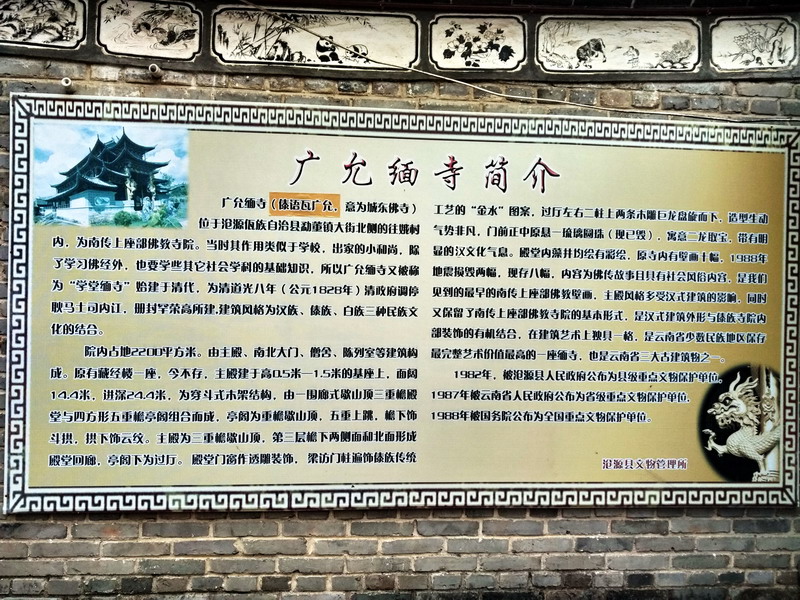 广允缅寺简介
广允缅寺（傣语瓦广允，意为城东佛寺）
位于沧源佤族自治县勐董镇大街北侧的往贱村
内，为南传上座部佛教寺院。当时其作用类似于学校，出家的小和尚，除
了学习佛经外，也要学些其它社会学科的基础知识，所以广允缅寺又被称
为“学堂缅寺”始建于清代，为清道光八年（公元1828年）清政府调停
耿马土司内讧，册封罕荣高所建，建筑风格为汉族、傣族、白族三种民族文
化的结合。
院内占地2200平方米。由主殿、南北大门、僧舍、陈列室等建筑构
成。原有藏经楼一座，今不存，主殿建于高0.5米—1.5米的基座上，面阔
14.4米，进深24.4米，为穿斗式木架结构，由一围廊式歇山顶三重檐殿
堂与四方形五重檐亭阁组合而成，亭阁为重檐歇山顶，五重上跳，檐下饰
斗拱，拱下饰云纹。主殿为三重檐歇山顶，第三层檐下两侧面和北面形成
殿堂回廊，亭阁下为过厅。殿堂门窗作透雕装饰，梁访门柱遍饰傣族传统
工艺的“金水”图案，过厅左右二柱上两条木雕巨龙盘旋而下，造型生动
气势非凡，门前正中原悬一琉璃圆珠（现已毁），寓意二龙取宝，带有明
显的汉文化气息。殿堂内藻井均绘有彩绘，原寺内有壁画十幅，1988年
地震损毁两幅，现存八幅，内容为佛传故事且具有社会风俗内容，是我们
见到的最早的南传上座部佛教壁画，主殿风格多受汉式建筑的影响，同时
又保留了南传上座部佛教寺院的基本形式，是汉式建筑外形与傣族寺院内
部装饰的有机结合，在建筑艺术上独具一格，是云南省少数民族地区保存
最完整艺术价值最高的一座缅寺，也是云南省三大古建筑物之一。
1982年，被沧源县人民政府公布为县级重点文物保护单位，
1987年被云南省人民政府公布为省级重点文物保护单位，
1988年被国务院公布为全国重点文物保护单位。
沧源县文物管理所